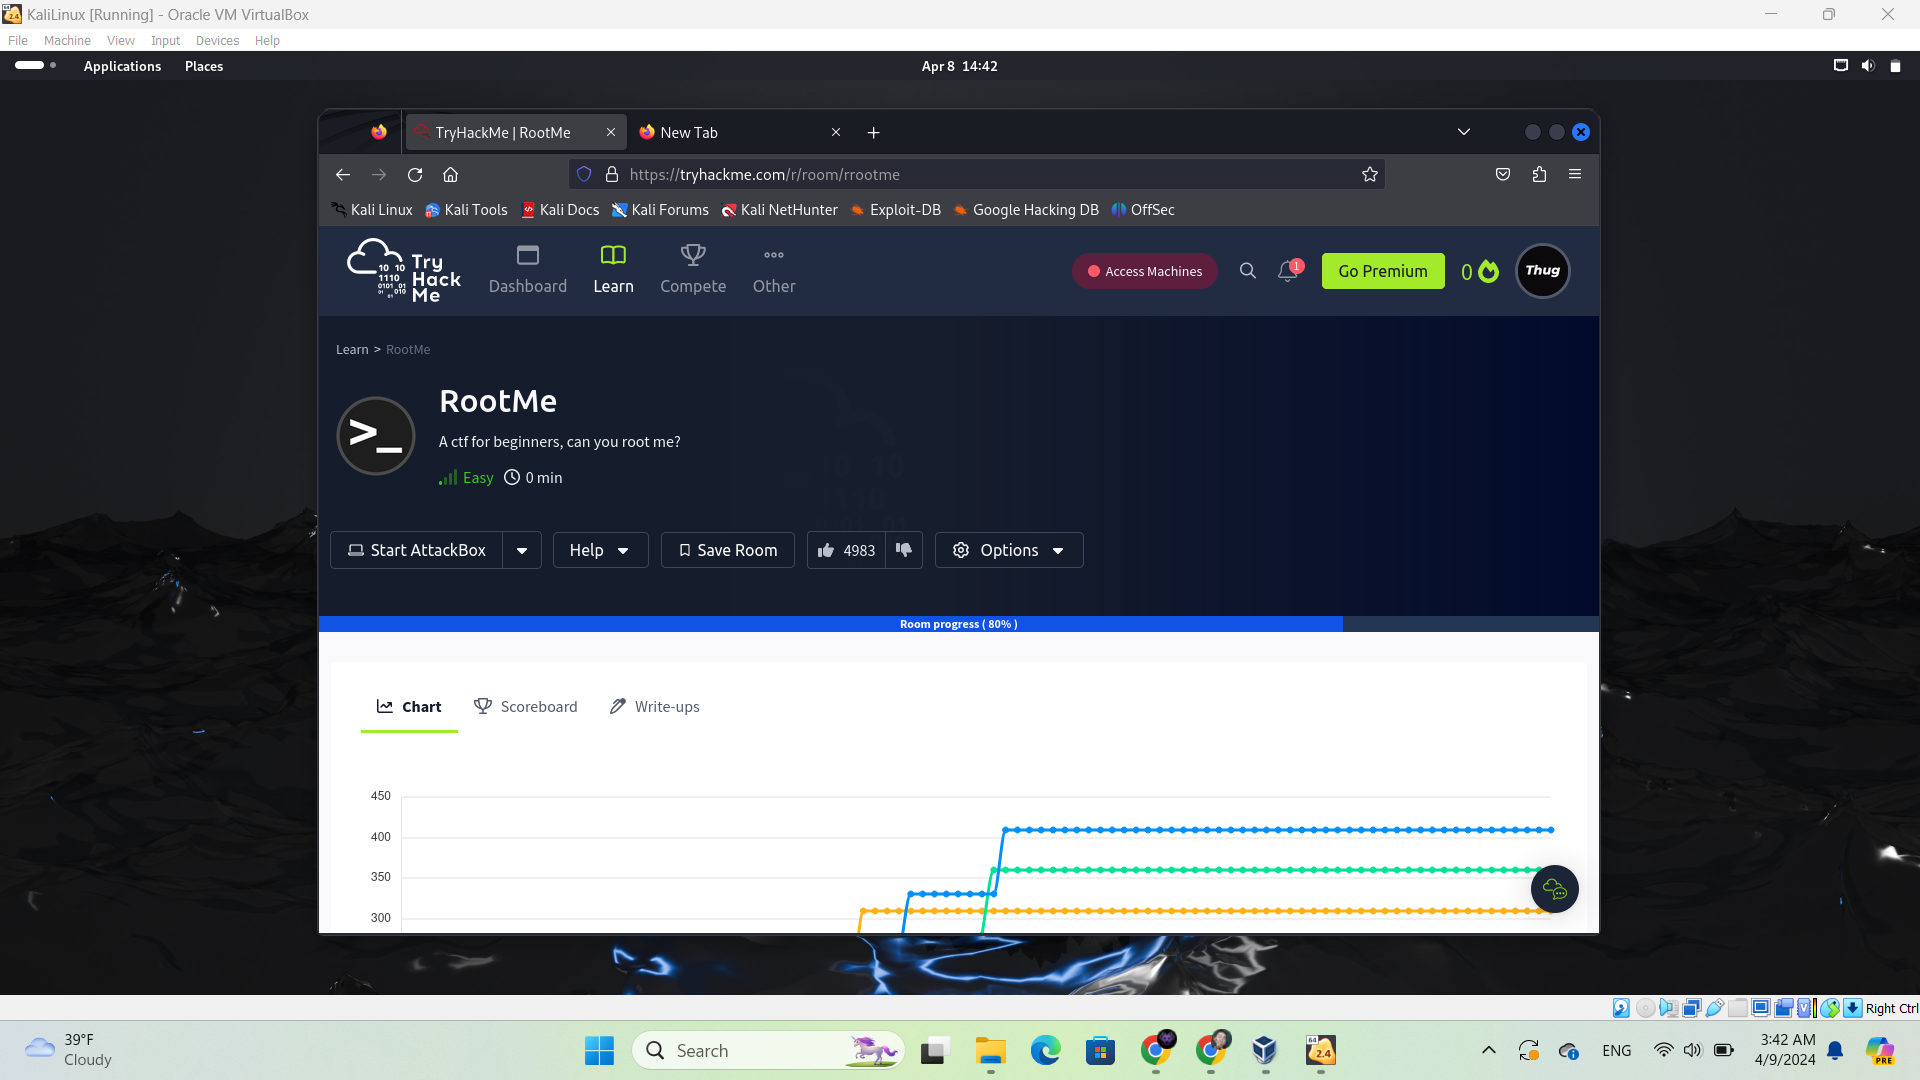 KaliLinux [Running] - Oracle VM VirtualBox
File Machine View Input Devices Help
Applications Places Apr 8 14:42
TryHackMe | RootMe New Tab
https://tryhackme.com/r/room/rrootme
Kali Linux Kali Tools Kali Docs Kali Forums Kali NetHunter Exploit-DB Google Hacking DB OffSec
Try Hack Me
Dashboard Learn Compete Other
Access Machines 1 Go Premium 0 Thug
Learn > RootMe
RootMe
A ctf for beginners, can you root me?
Easy 0 min
Start AttackBox Help Save Room 4983 Options
Room progress ( 80% )
Chart Scoreboard Write-ups
450
400
350
300
Right Ctrl
39°F
Cloudy
Search
64
2.4
ENG
3:42 AM
4/9/2024
PRE